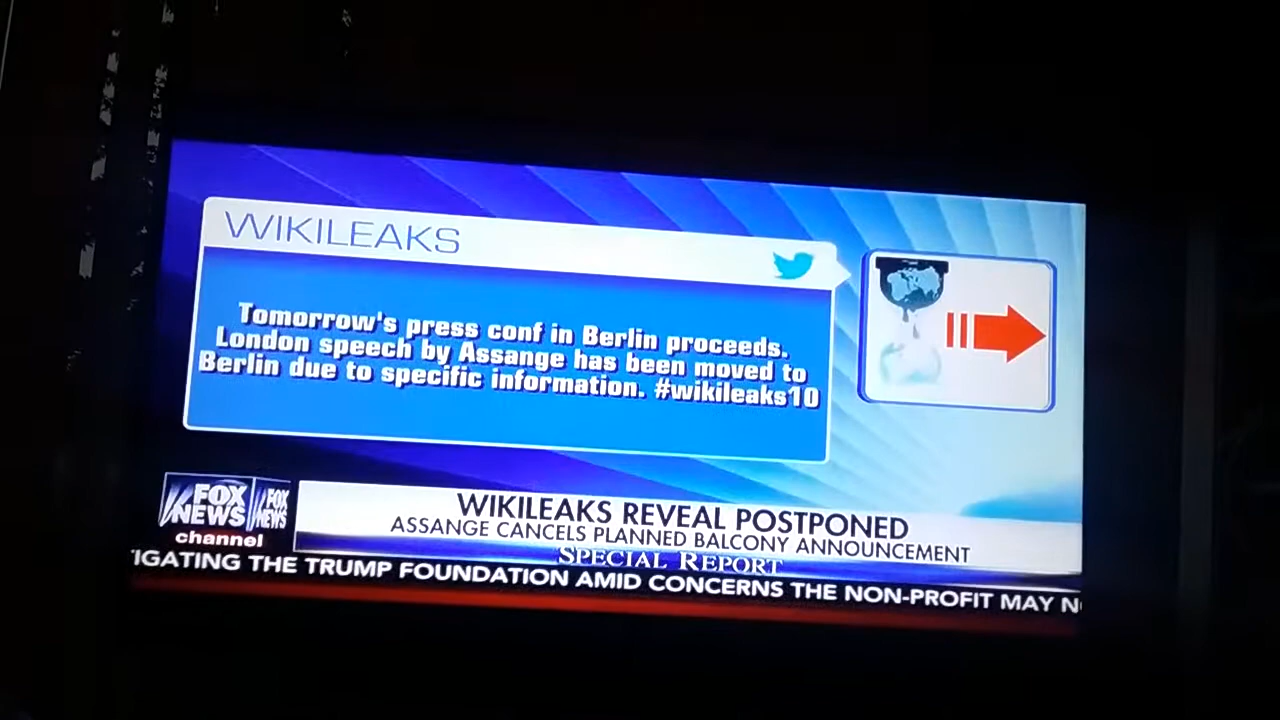 WIKILEAKS
Tomorrow's press conf in Berlin proceeds.
London speech by Assange has been moved to
Berlin due to specific information. #wikileaks10
FOX
NEWS
channel
FOX
NEWS
WIKILEAKS REVEAL POSTPONED
ASSANGE CANCELS PLANNED BALCONY ANNOUNCEMENT
SPECIAL REPORT
IGATING THE TRUMP FOUNDATION AMID CONCERNS THE NON-PROFIT MAY N